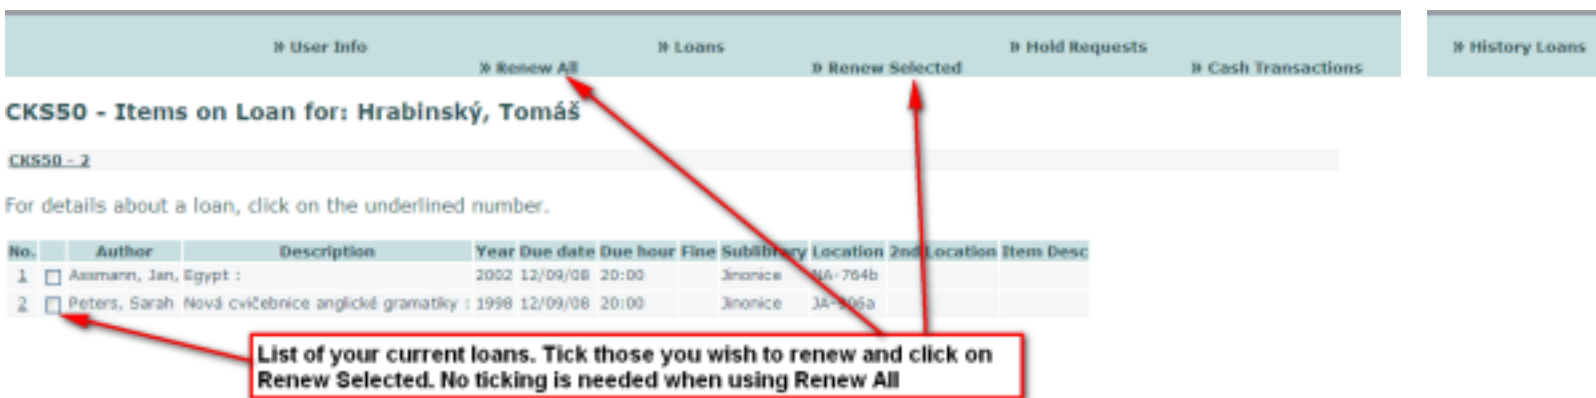 » User Info » Loans » Hold Requests » History Loans
» Renew All » Renew Selected » Cash Transactions
CKS50 - Items on Loan for: Hrabinský, Tomáš
CKS50 - 2
For details about a loan, click on the underlined number.
No. Author Description Year Due date Due hour Fine Sublibrary Location 2nd Location Item Desc
1 Assmann, Jan, Egypt : 2002 12/09/08 20:00 Jinonice
2 Peters, Sarah Nová cvičebnice anglické gramatiky : 1998 12/09/08 20:00 Jinonice
List of your current loans. Tick those you wish to renew and click on
Renew Selected. No ticking is needed when using Renew All